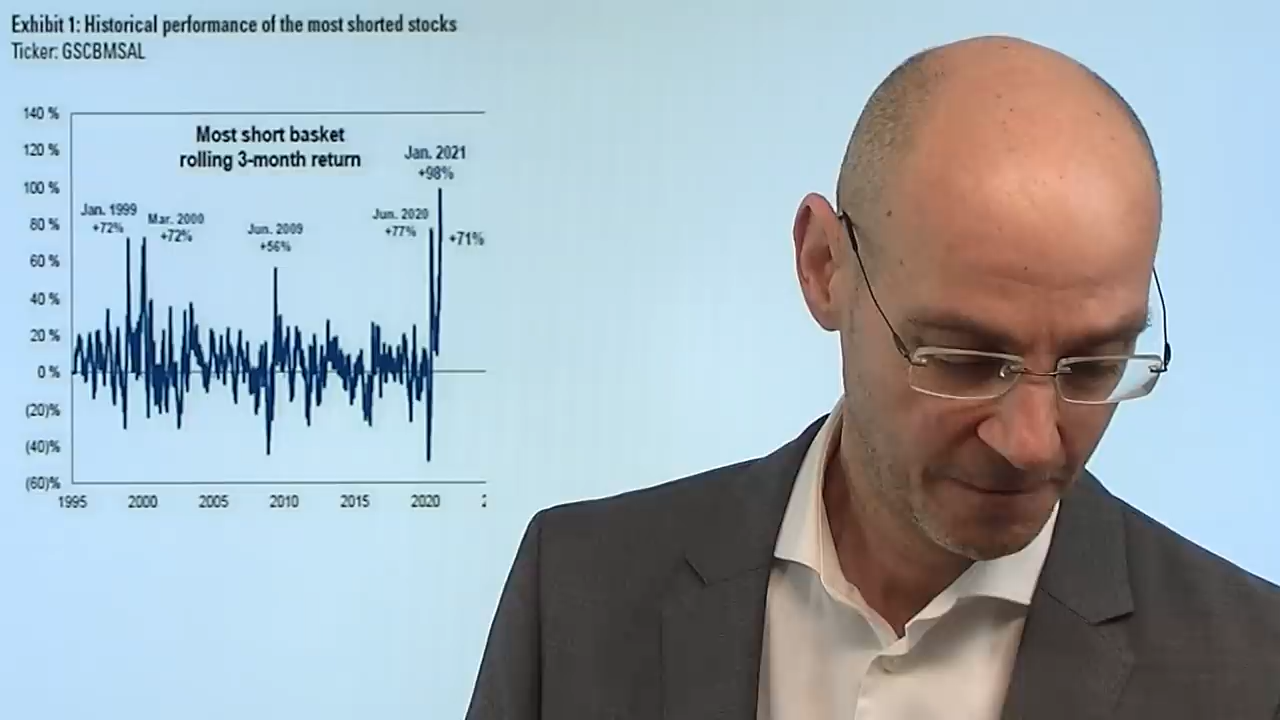 Exhibit 1: Historical performance of the most shorted stocks
Ticker: GSCBMSAL
140 %
120 %
100 %
80 %
60 %
40 %
20 %
0 %
(20)%
(40)%
(60)%
Most short basket
rolling 3-month return
Jan. 2021
+98%
Jan. 1999
+72%
Mar. 2000
+72%
Jun. 2009
+56%
Jun. 2020
+77%
+71%
1995
2000
2005
2010
2015
2020